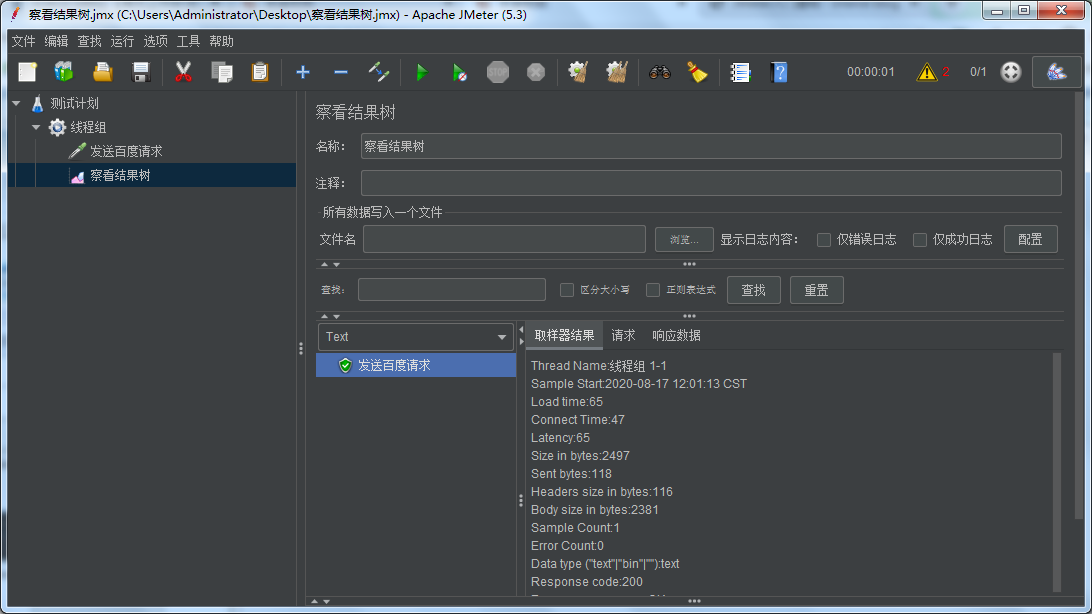 察看结果树.jmx (C:\Users\Administrator\Desktop\察看结果树.jmx) - Apache JMeter (5.3)
文件 编辑 查找 运行 选项 工具 帮助
STOP 00:00:01 2 0/1
测试计划
线程组
发送百度请求
察看结果树
察看结果树
名称: 察看结果树
注释:
所有数据写入一个文件
文件名 浏览... 显示日志内容: 仅错误日志 仅成功日志 配置
查找: 区分大小写 正则表达式 查找 重置
Text
发送百度请求
取样器结果 请求 响应数据
Thread Name:线程组 1-1
Sample Start:2020-08-17 12:01:13 CST
Load time:65
Connect Time:47
Latency:65
Size in bytes:2497
Sent bytes:118
Headers size in bytes:116
Body size in bytes:2381
Sample Count:1
Error Count:0
Data type ("text"|"bin"|""):text
Response code:200